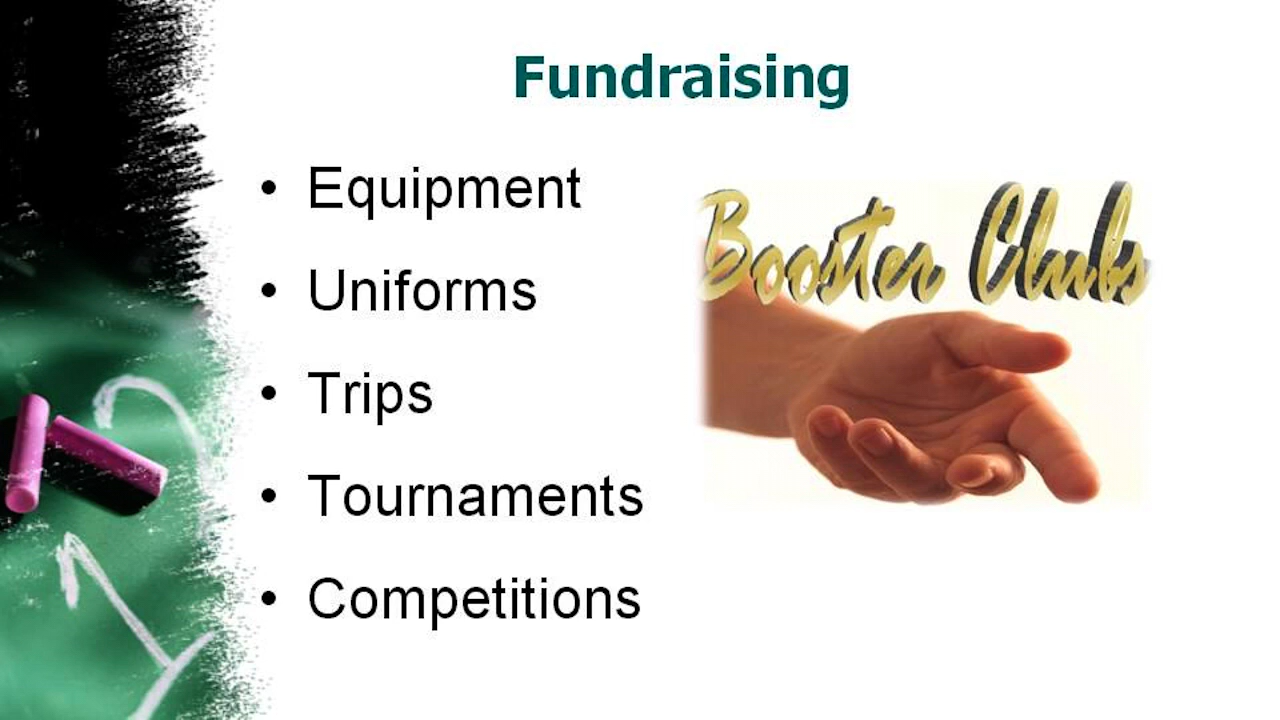 Fundraising
• Equipment
• Uniforms
• Trips
• Tournaments
• Competitions
Booster Clubs